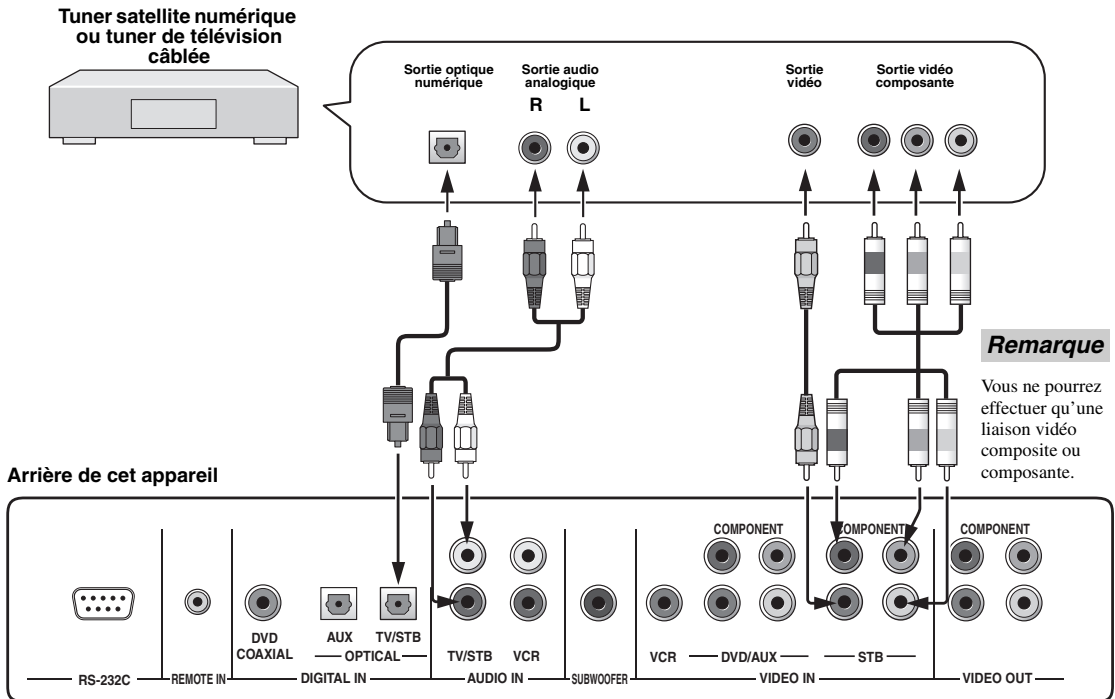 Tuner satellite numérique
ou tuner de télévision
câblée
Sortie optique
numérique
Sortie audio
analogique
R L
Sortie
vidéo
Sortie vidéo
composante
Remarque
Vous ne pourrez
effectuer qu'une
liaison vidéo
composite ou
composante.
Arrière de cet appareil
COMPONENT COMPONENT COMPONENT
DVD
COAXIAL
AUX TV/STB
OPTICAL
TV/STB VCR
VCR DVD/AUX STB
RS-232C REMOTE IN DIGITAL IN AUDIO IN SUBWOOFER VIDEO IN VIDEO OUT